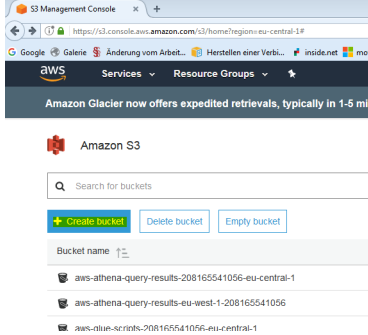 S3 Management Console
https://s3.console.aws.amazon.com/s3/home?region=eu-central-1#
Google Galerie Änderung vom Arbeit... Herstellen einer Verbi... inside.net
aws Services Resource Groups
Amazon Glacier now offers expedited retrievals, typically in 1-5
Amazon S3
Search for buckets
+ Create bucket Delete bucket Empty bucket
Bucket name
aws-athena-query-results-208165541056-eu-central-1
aws-athena-query-results-eu-west-1-208165541056
aws-glue-scripts-208165541056-eu-central-1